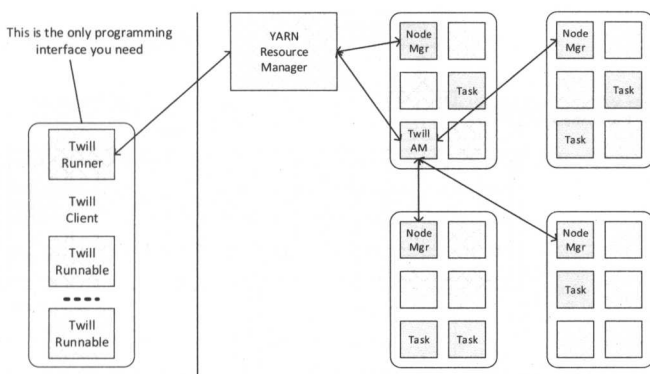 This is the only programming
interface you need
Twill
Runner
Twill
Client
Twill
Runnable
Twill
Runnable
YARN
Resource
Manager
Node
Mgr
Task
Twill
AM
Node
Mgr
Task
Task
Node
Mgr
Task
Task
Node
Mgr
Task